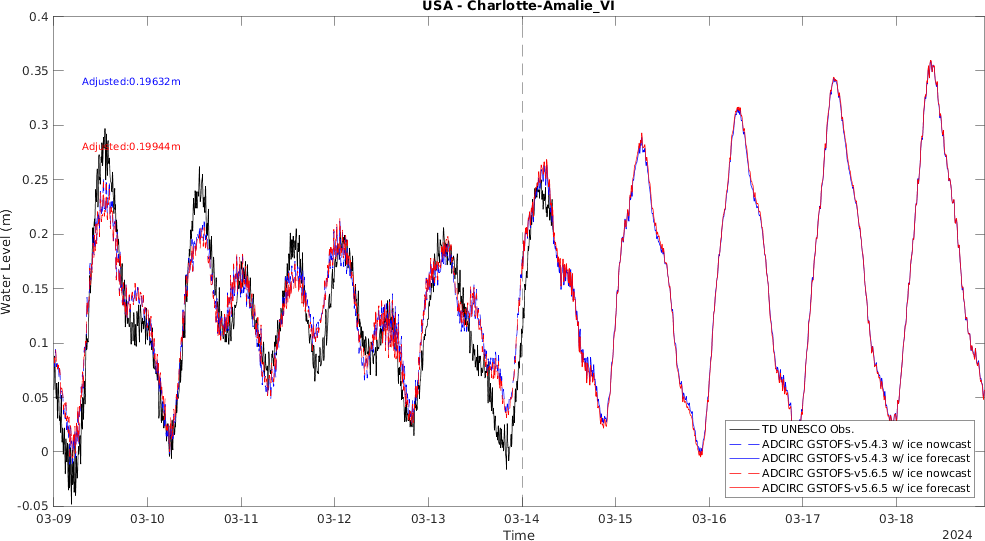 USA - Charlotte-Amalie_VI
0.4
0.35
0.3
0.25
0.2
0.15
0.1
0.05
0
-0.05
Water Level (m)
Adjusted:0.19632m
Adjusted:0.19944m
TD UNESCO Obs.
ADCIRC GSTOFS-v5.4.3 w/ ice nowcast
ADCIRC GSTOFS-v5.4.3 w/ ice forecast
ADCIRC GSTOFS-v5.6.5 w/ ice nowcast
ADCIRC GSTOFS-v5.6.5 w/ ice forecast
03-09 03-10 03-11 03-12 03-13 03-14 03-15 03-16 03-17 03-18
Time
2024